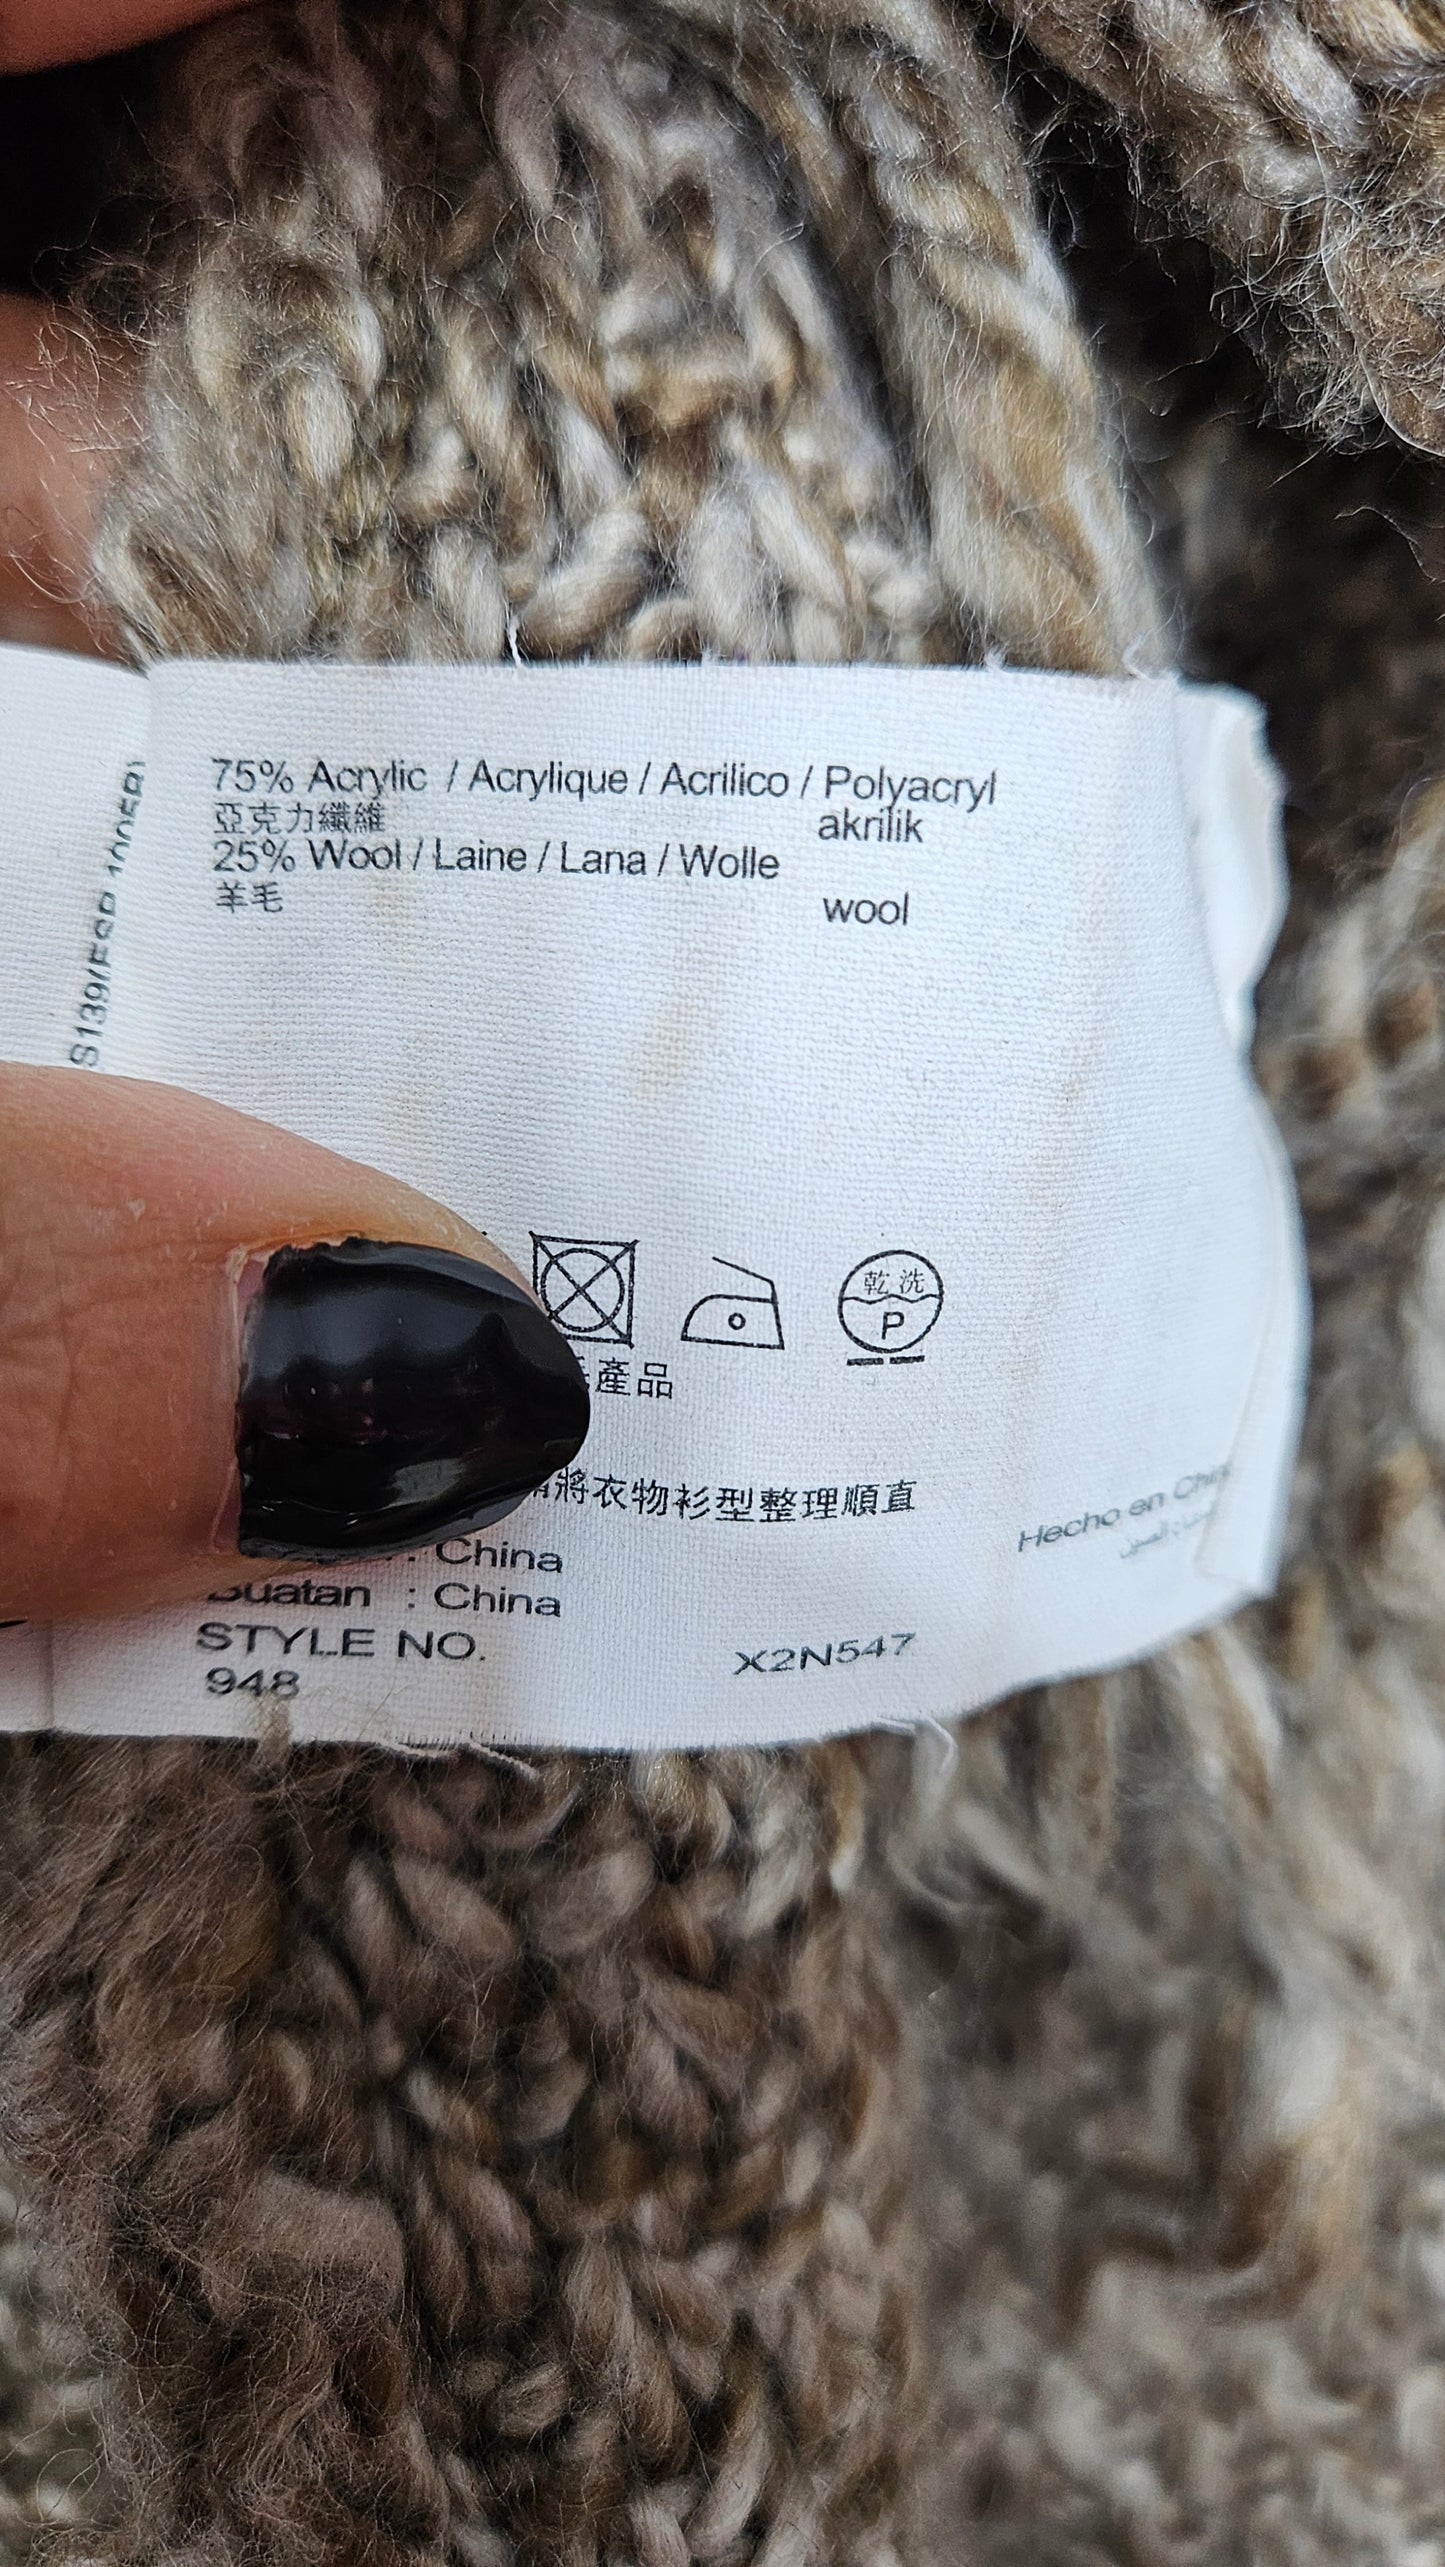 75% Acrylic / Acrylique / Acrilico / Polyacryl
亞克力纖維 akrilik
25% Wool / Laine / Lana / Wolle
羊毛 wool
乾洗
P
產品
將衣物衫型整理順直
Hecho en
: China
: China
STYLE NO. X2N547
948